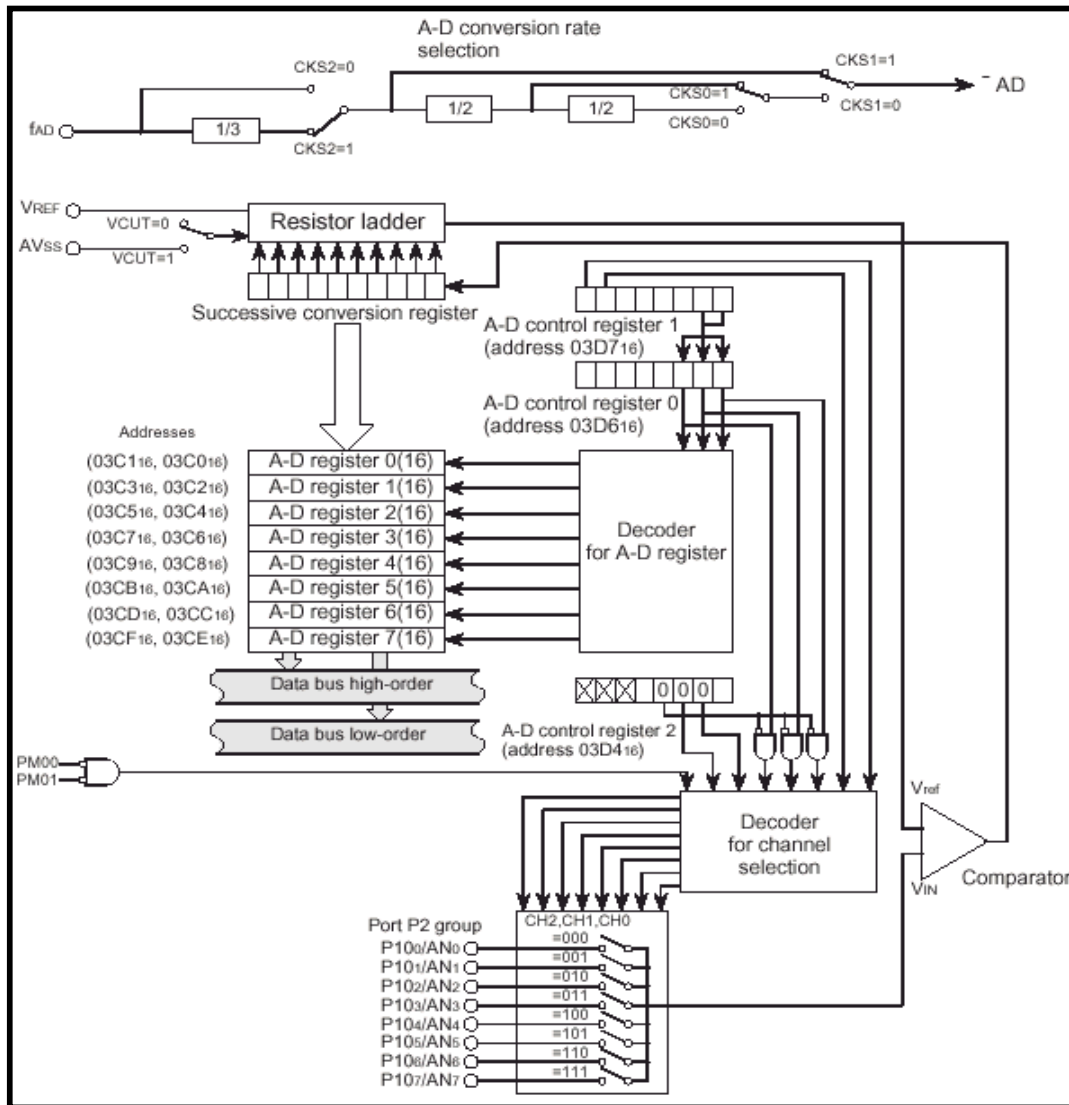 A-D conversion rate
selection
CKS2=0
CKS1=1
CKS0=1
CKS1=0
CKS0=0
CKS2=1
fAD
1/3
1/2
1/2
¯ AD
VREF
AVSS
VCUT=0
VCUT=1
Resistor ladder
Successive conversion register
A-D control register 1
(address 03D716)
A-D control register 0
(address 03D616)
Addresses
(03C116, 03C016)
(03C316, 03C216)
(03C516, 03C416)
(03C716, 03C616)
(03C916, 03C816)
(03CB16, 03CA16)
(03CD16, 03CC16)
(03CF16, 03CE16)
A-D register 0(16)
A-D register 1(16)
A-D register 2(16)
A-D register 3(16)
A-D register 4(16)
A-D register 5(16)
A-D register 6(16)
A-D register 7(16)
Decoder
for A-D register
Data bus high-order
Data bus low-order
0 0 0
A-D control register 2
(address 03D416)
PM00
PM01
Decoder
for channel
selection
Vref
VIN
Comparator
Port P2 group
CH2,CH1,CH0
P100/AN0
=000
P101/AN1
=001
P102/AN2
=010
P103/AN3
=011
P104/AN4
=100
P105/AN5
=101
P106/AN6
=110
P107/AN7
=111